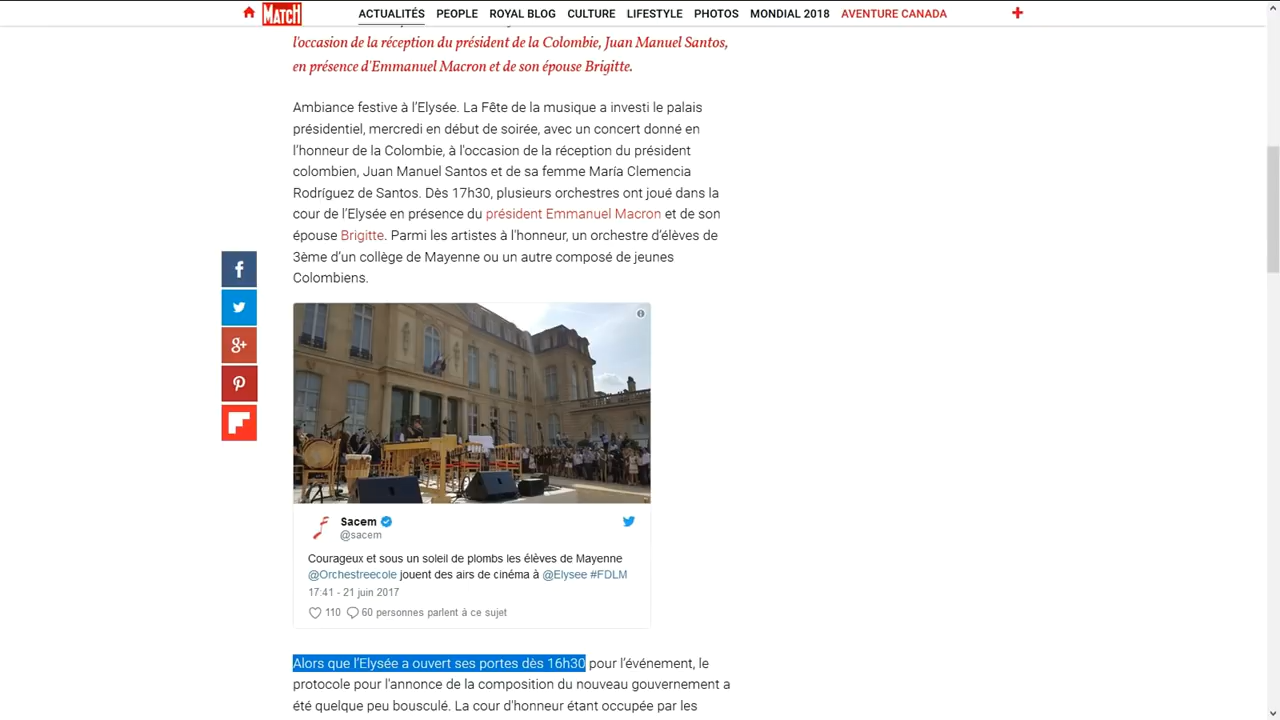 MATCH
ACTUALITÉS PEOPLE ROYAL BLOG CULTURE LIFESTYLE PHOTOS MONDIAL 2018 AVENTURE CANADA
l'occasion de la réception du président de la Colombie, Juan Manuel Santos,
en présence d'Emmanuel Macron et de son épouse Brigitte.
Ambiance festive à l’Elysée. La Fête de la musique a investi le palais
présidentiel, mercredi en début de soirée, avec un concert donné en
l’honneur de la Colombie, à l'occasion de la réception du président
colombien, Juan Manuel Santos et de sa femme María Clemencia
Rodríguez de Santos. Dès 17h30, plusieurs orchestres ont joué dans la
cour de l’Elysée en présence du président Emmanuel Macron et de son
épouse Brigitte. Parmi les artistes à l'honneur, un orchestre d’élèves de
3ème d’un collège de Mayenne ou un autre composé de jeunes
Colombiens.
Sacem
@sacem
Courageux et sous un soleil de plombs les élèves de Mayenne
@Orchestreecole jouent des airs de cinéma à @Elysee #FDLM
17:41 - 21 juin 2017
110 60 personnes parlent à ce sujet
Alors que l’Elysée a ouvert ses portes dès 16h30 pour l’événement, le
protocole pour l'annonce de la composition du nouveau gouvernement a
été quelque peu bousculé. La cour d'honneur étant occupée par les